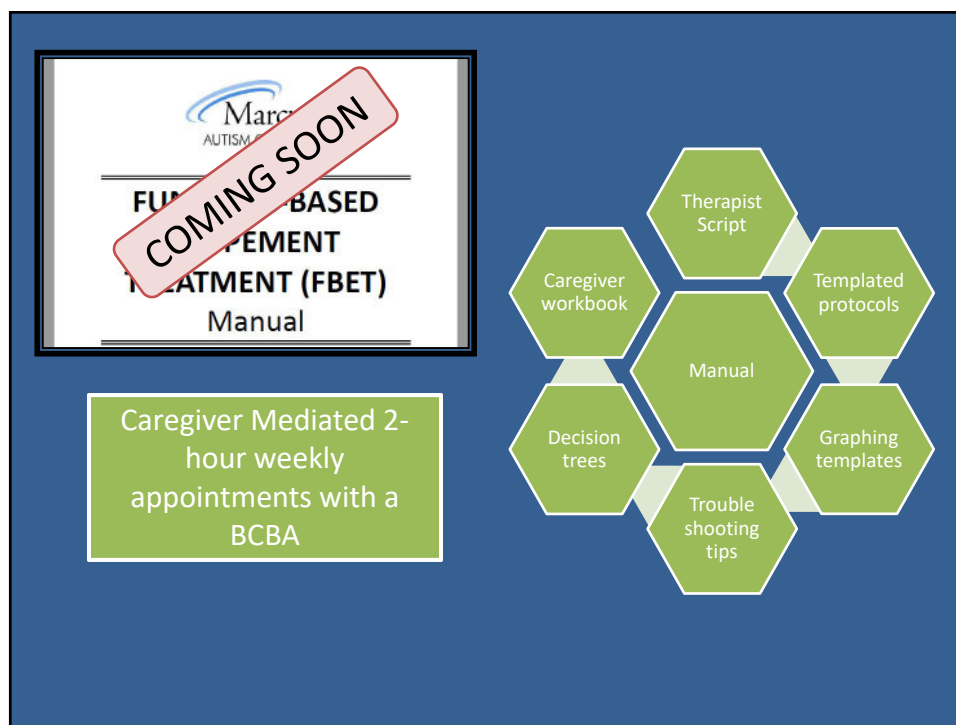 Marc
AUTISM
COMING SOON
FUN -BASED
PEMENT
T EATMENT (FBET)
Manual
Caregiver Mediated 2-
hour weekly
appointments with a
BCBA
Therapist
Script
Templated
protocols
Graphing
templates
Trouble
shooting
tips
Decision
trees
Caregiver
workbook
Manual